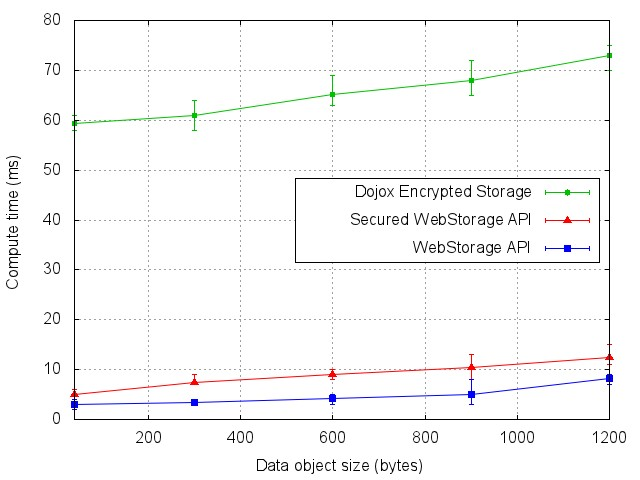 80
70
60
50
40
30
20
10
0
Compute time (ms)
Dojox Encrypted Storage
Secured WebStorage API
WebStorage API
200 400 600 800 1000 1200
Data object size (bytes)